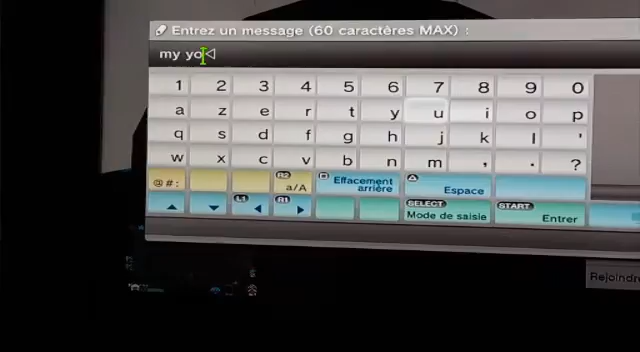 Entrez un message (60 caractères MAX) :
my yo
1 2 3 4 5 6 7 8 9 0
a z e r t y u i o p
q s d f g h j k l '
w x c v b n m , . ?
@#: R2 a/A Effacement arrière Espace
L1 R1 SELECT Mode de saisie START Entrer
Rejoindre